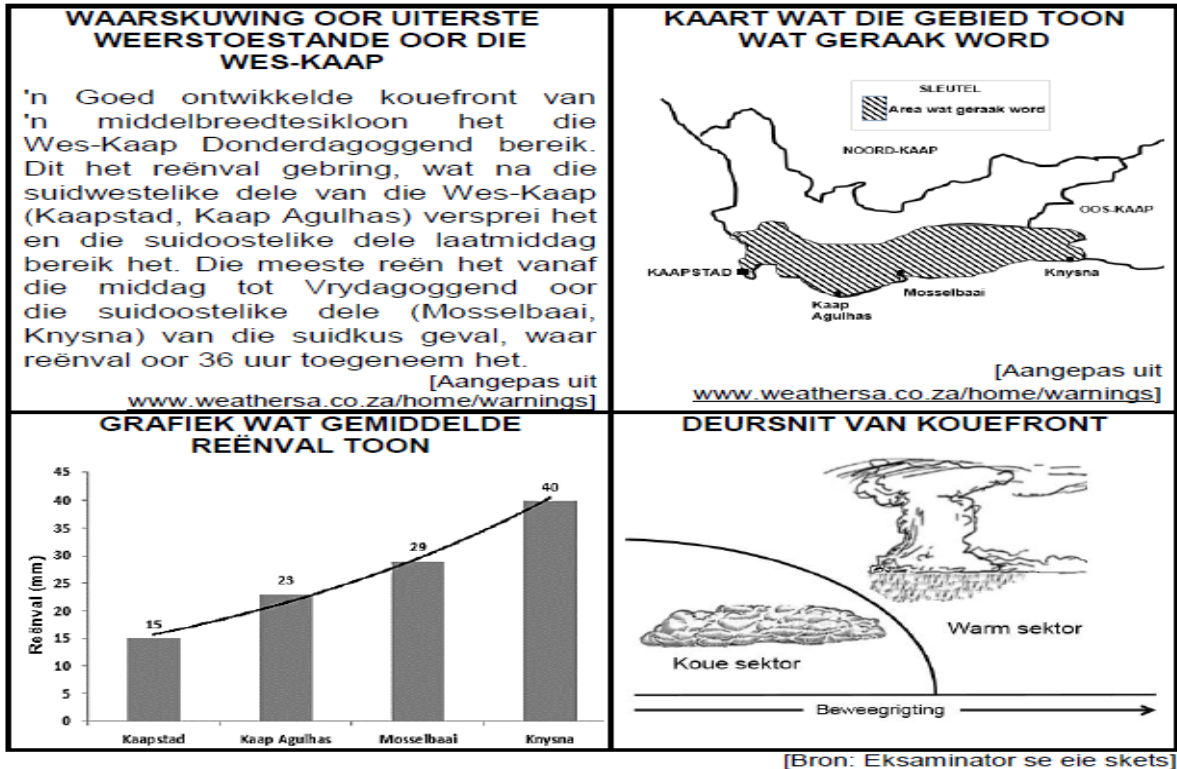 WAARSKUWING OOR UITERSTE
WEERSTOESTANDE OOR DIE
WES-KAAP
'n Goed ontwikkelde kouefront van
'n middelbreedtesikloon het die
Wes-Kaap Donderdagoggend bereik.
Dit het reënval gebring, wat na die
suidwestelike dele van die Wes-Kaap
(Kaapstad, Kaap Agulhas) versprei het
en die suidoostelike dele laatmiddag
bereik het. Die meeste reën het vanaf
die middag tot Vrydagoggend oor
die suidoostelike dele (Mosselbaai,
Knysna) van die suidkus geval, waar
reënval oor 36 uur toegeneem het.
[Aangepas uit
www.weathersa.co.za/home/warnings]
KAART WAT DIE GEBIED TOON
WAT GERAAK WORD
SLEUTEL
Area wat geraak word
NOORD-KAAP
OOS-KAAP
KAAPSTAD
Knysna
Mosselbaai
Kaap
Agulhas
[Aangepas uit
www.weathersa.co.za/home/warnings]
GRAFIEK WAT GEMIDDELDE
REËNVAL TOON
Reënval (mm)
45
40
35
30
25
20
15
10
5
0
15
23
29
40
Kaapstad
Kaap Agulhas
Mosselbaai
Knysna
DEURSNIT VAN KOUEFRONT
Warm sektor
Koue sektor
Beweegrigting
[Bron: Eksaminator se eie skets]